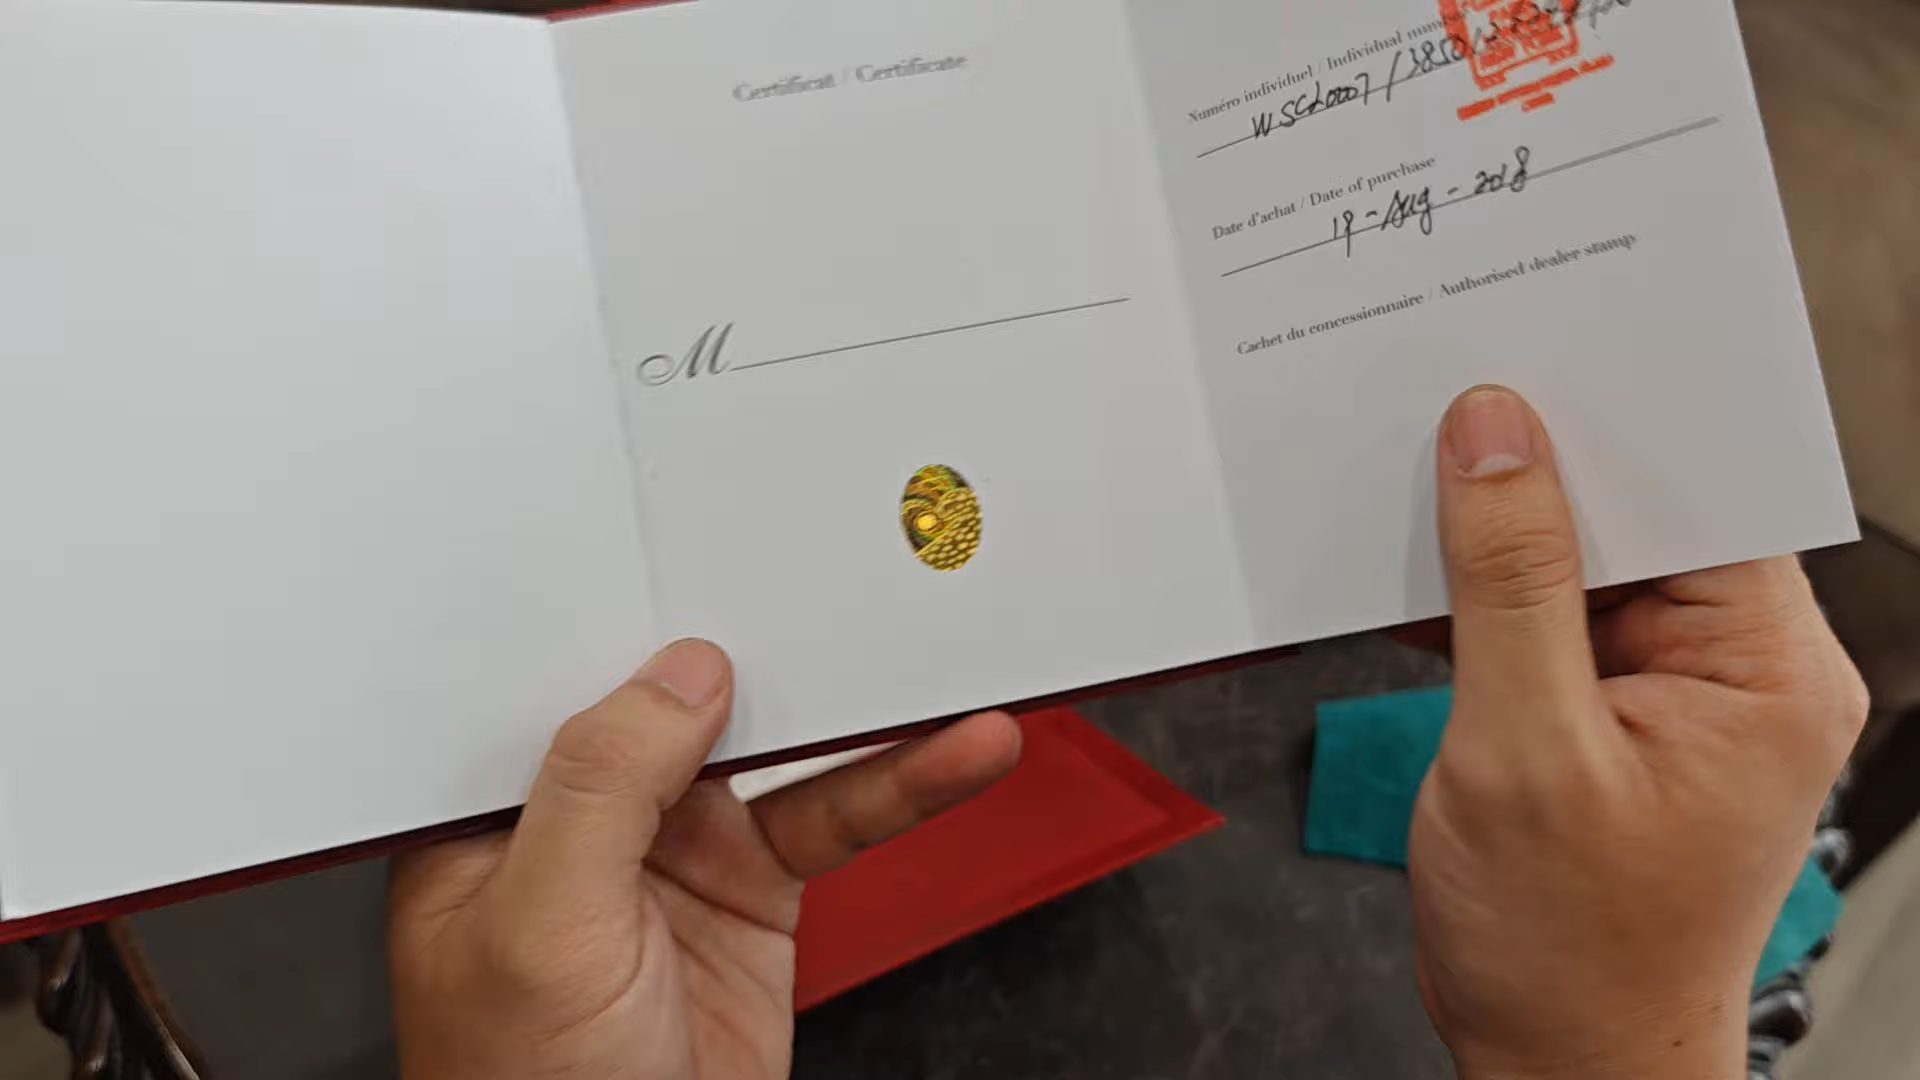 Certificat / Certificate
M
Numéro individuel / Individual
WSCL0007 / 3850
Date d'achat / Date of purchase
19-Aug-2018
Cachet du concessionnaire / Authorised dealer stamp